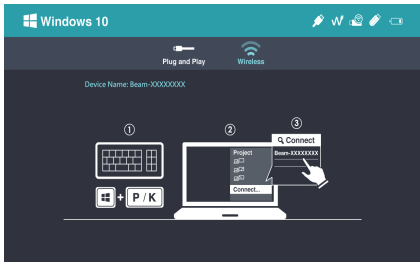 Windows 10
Plug and Play
Wireless
Device Name: Beam-XXXXXXXX
① ② ③
Connect
Project
Beam-XXXXXXXX
Connect...
+ P / K